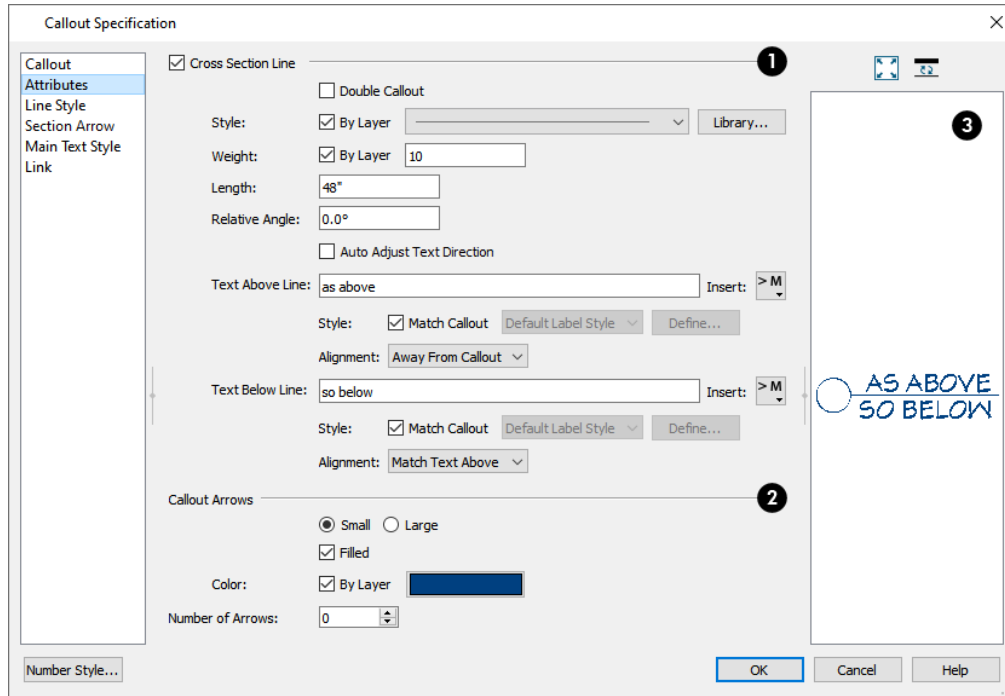 Callout Specification
Callout
Attributes
Line Style
Section Arrow
Main Text Style
Link
Cross Section Line 1
Double Callout
Style: By Layer Library...
Weight: By Layer 10
Length: 48"
Relative Angle: 0.0°
Auto Adjust Text Direction
Text Above Line: as above Insert: > M
Style: Match Callout Default Label Style Define...
Alignment: Away From Callout
Text Below Line: so below Insert: > M
Style: Match Callout Default Label Style Define...
Alignment: Match Text Above
Callout Arrows 2
Small Large
Filled
Color: By Layer
Number of Arrows: 0
3
AS ABOVE
SO BELOW
Number Style... OK Cancel Help